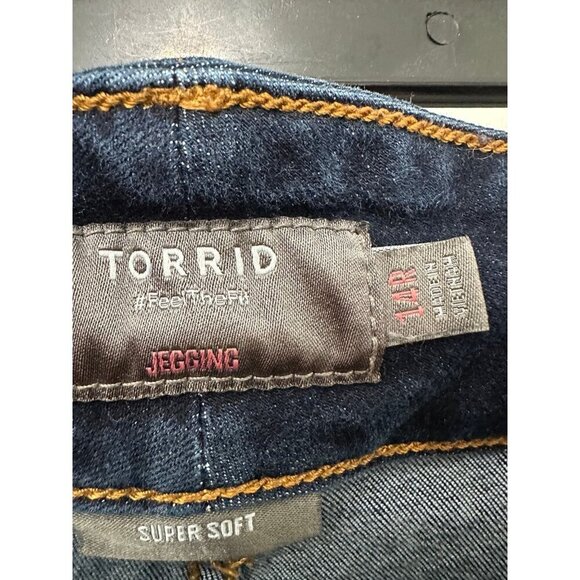 TORRID
#FeelTheFit
JEGGING
14R
MADE IN
VIETNAM
SUPER SOFT